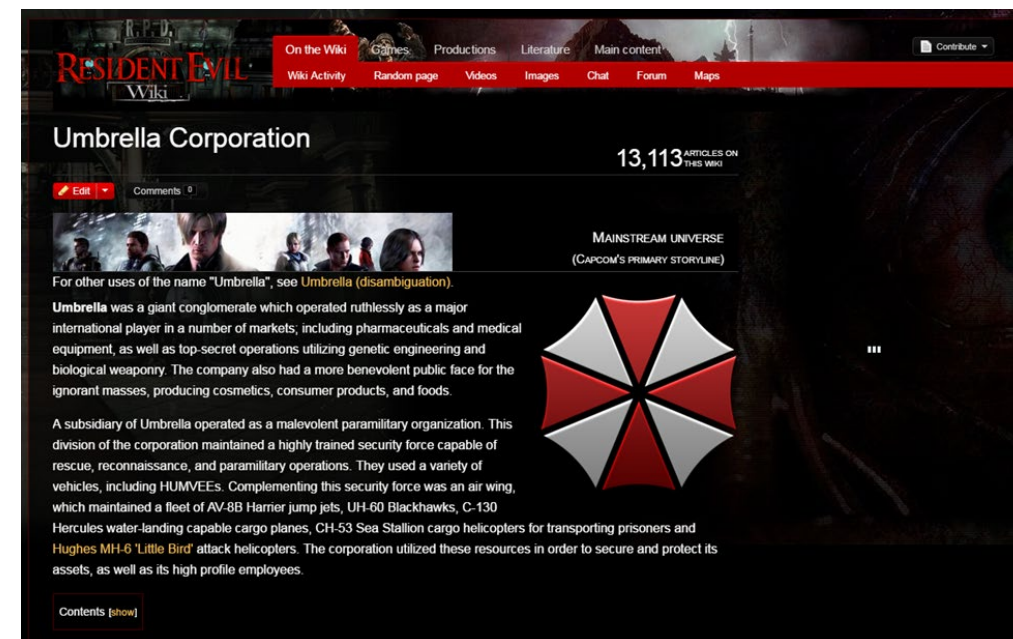 R.P.D.
RESIDENT EVIL
Wiki
On the Wiki Games Productions Literature Main content
Contribute
Wiki Activity Random page Videos Images Chat Forum Maps
Umbrella Corporation
13,113 ARTICLES ON THIS WIKI
Edit Comments 0
MAINSTREAM UNIVERSE
(CAPCOM'S PRIMARY STORYLINE)
For other uses of the name "Umbrella", see Umbrella (disambiguation).
Umbrella was a giant conglomerate which operated ruthlessly as a major
international player in a number of markets; including pharmaceuticals and medical
equipment, as well as top-secret operations utilizing genetic engineering and
biological weaponry. The company also had a more benevolent public face for the
ignorant masses, producing cosmetics, consumer products, and foods.
A subsidiary of Umbrella operated as a malevolent paramilitary organization. This
division of the corporation maintained a highly trained security force capable of
rescue, reconnaissance, and paramilitary operations. They used a variety of
vehicles, including HUMVEEs. Complementing this security force was an air wing,
which maintained a fleet of AV-8B Harrier jump jets, UH-60 Blackhawks, C-130
Hercules water-landing capable cargo planes, CH-53 Sea Stallion cargo helicopters for transporting prisoners and
Hughes MH-6 'Little Bird' attack helicopters. The corporation utilized these resources in order to secure and protect its
assets, as well as its high profile employees.
Contents [show]